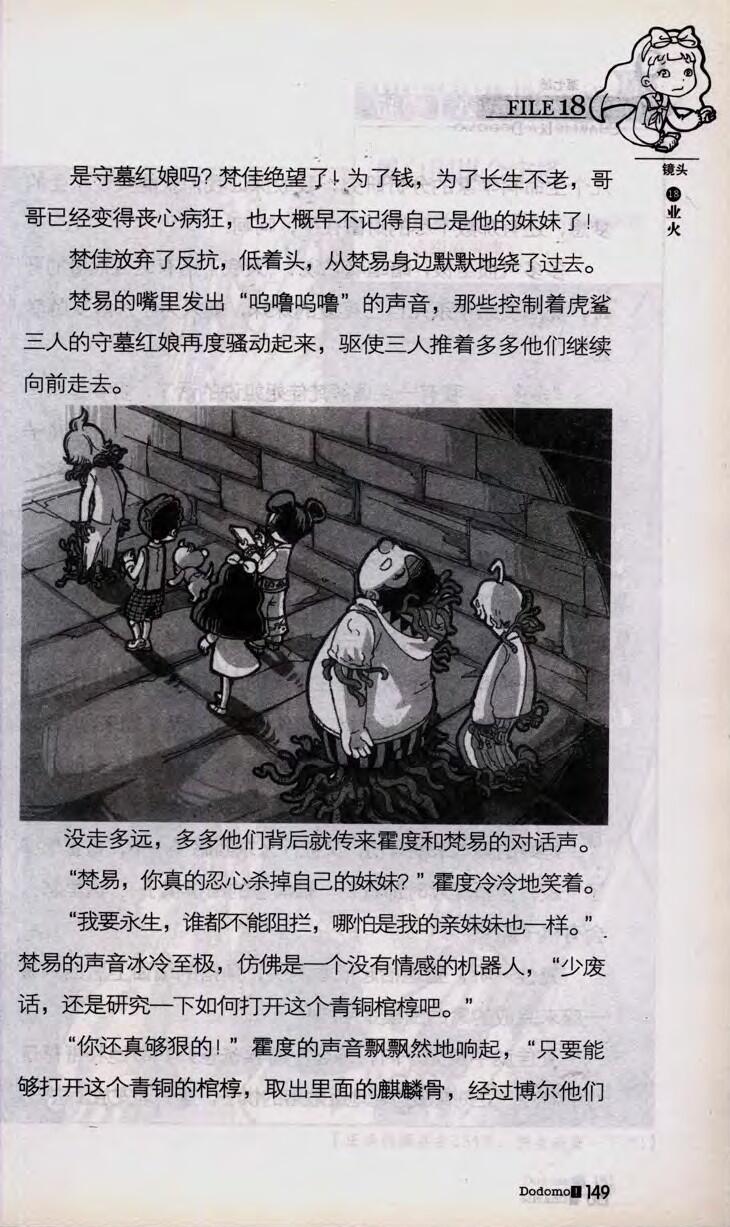 FILE 18
镜头
18
业火
是守墓红娘吗？梵佳绝望了！为了钱，为了长生不老，哥
哥已经变得丧心病狂，也大概早不记得自己是他的妹妹了！
梵佳放弃了反抗，低着头，从梵易身边默默地绕了过去。
梵易的嘴里发出“呜噜呜噜”的声音，那些控制着虎鲨
三人的守墓红娘再度骚动起来，驱使三人推着多多他们继续
向前走去。
没走多远，多多他们背后就传来霍度和梵易的对话声。
“梵易，你真的忍心杀掉自己的妹妹？”霍度冷冷地笑着。
“我要永生，谁都不能阻拦，哪怕是我的亲妹妹也一样。”
梵易的声音冰冷至极，仿佛是一个没有情感的机器人，“少废
话，还是研究一下如何打开这个青铜棺椁吧。”
“你还真够狠的！”霍度的声音飘飘然地响起，“只要能
够打开这个青铜的棺椁，取出里面的麒麟骨，经过博尔他们
Dodomo 1 149